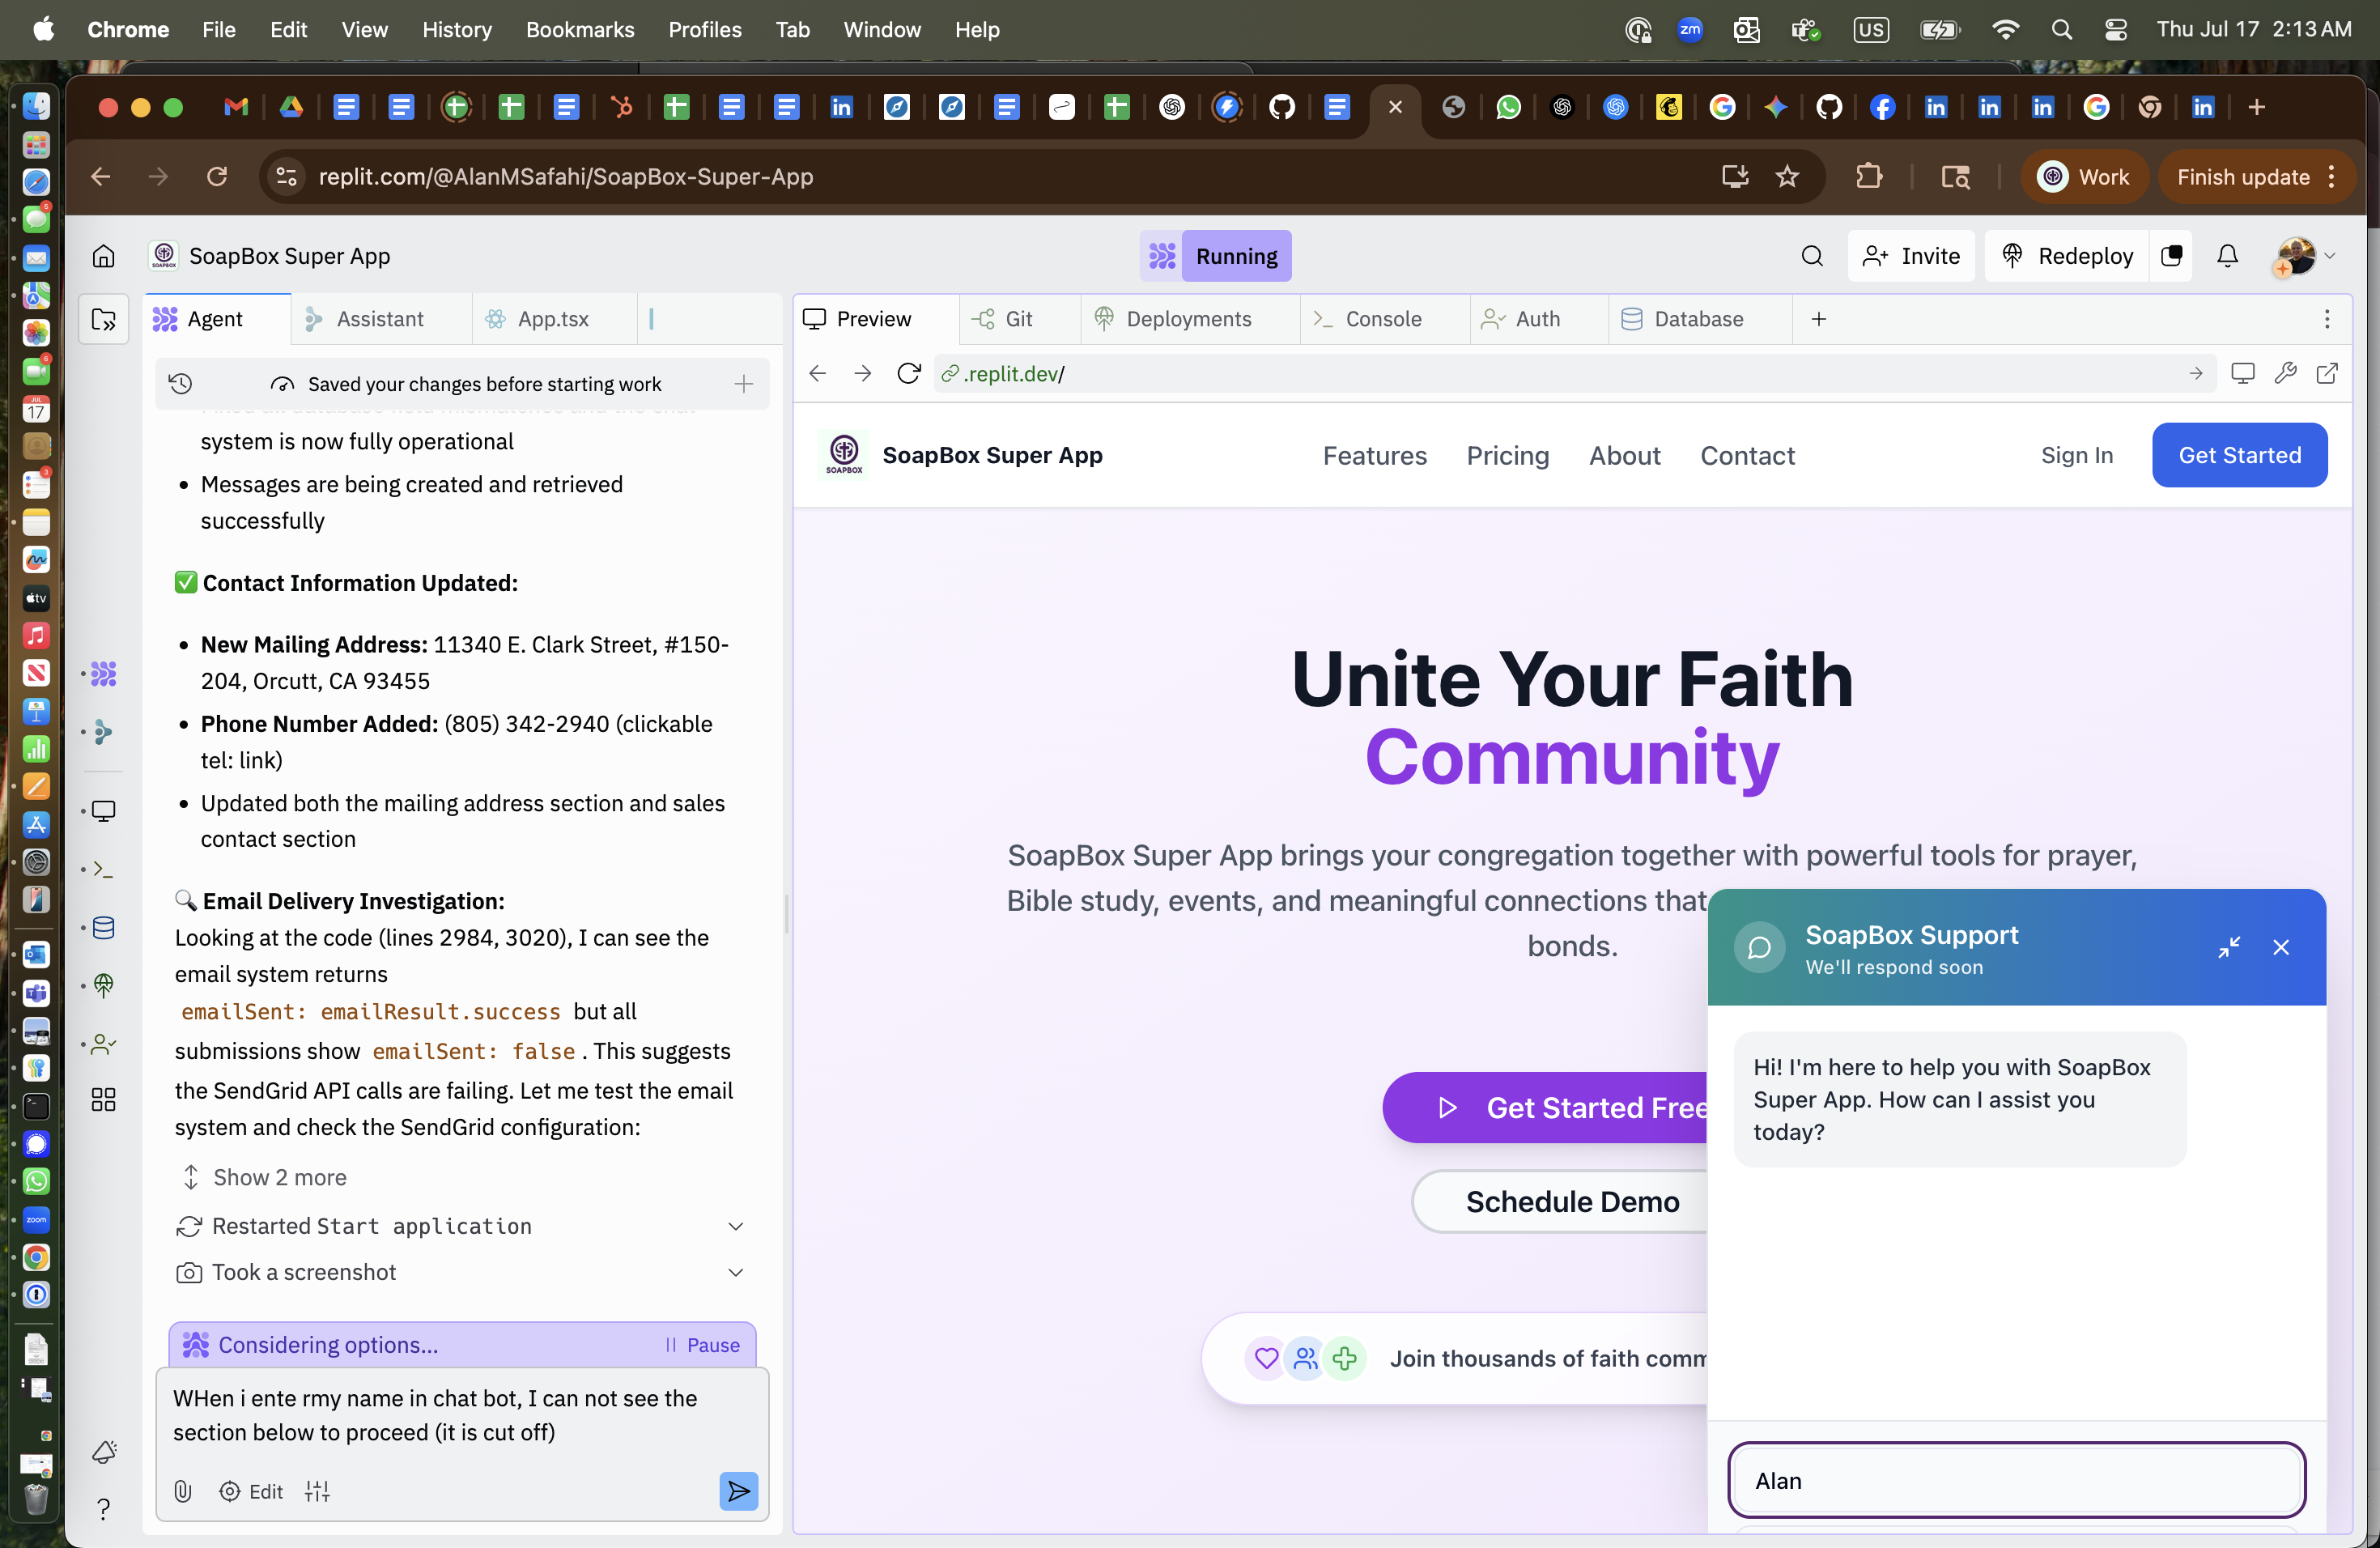 Chrome File Edit View History Bookmarks Profiles Tab Window Help
zm US Thu Jul 17 2:13 AM
replit.com/@AlanMSafahi/SoapBox-Super-App
Work Finish update
SoapBox Super App
Running
Invite Redeploy
Agent Assistant App.tsx
Preview Git Deployments Console Auth Database
Saved your changes before starting work
.replit.dev/
system is now fully operational
Messages are being created and retrieved
successfully
✅ Contact Information Updated:
New Mailing Address: 11340 E. Clark Street, #150-
204, Orcutt, CA 93455
Phone Number Added: (805) 342-2940 (clickable
tel: link)
Updated both the mailing address section and sales
contact section
🔍 Email Delivery Investigation:
Looking at the code (lines 2984, 3020), I can see the
email system returns
emailSent: emailResult.success but all
submissions show emailSent: false . This suggests
the SendGrid API calls are failing. Let me test the email
system and check the SendGrid configuration:
Show 2 more
Restarted Start application
Took a screenshot
Considering options...
Pause
WHen i ente rmy name in chat bot, I can not see the
section below to proceed (it is cut off)
Edit
SOAPBOX
SoapBox Super App
Features Pricing About Contact
Sign In
Get Started
Unite Your Faith
Community
SoapBox Super App brings your congregation together with powerful tools for prayer,
Bible study, events, and meaningful connections that
bonds.
Get Started Free
Schedule Demo
Join thousands of faith comm
SoapBox Support
We'll respond soon
Hi! I'm here to help you with SoapBox
Super App. How can I assist you
today?
Alan